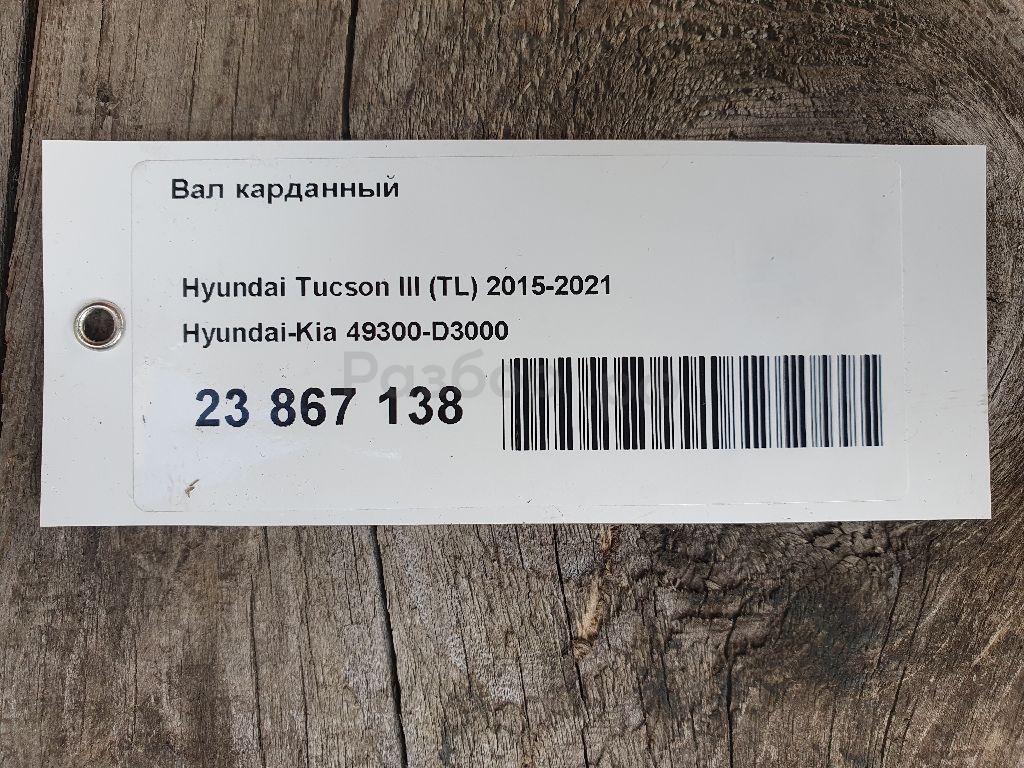 Вал карданный
Hyundai Tucson III (TL) 2015-2021
Hyundai-Kia 49300-D3000
23 867 138